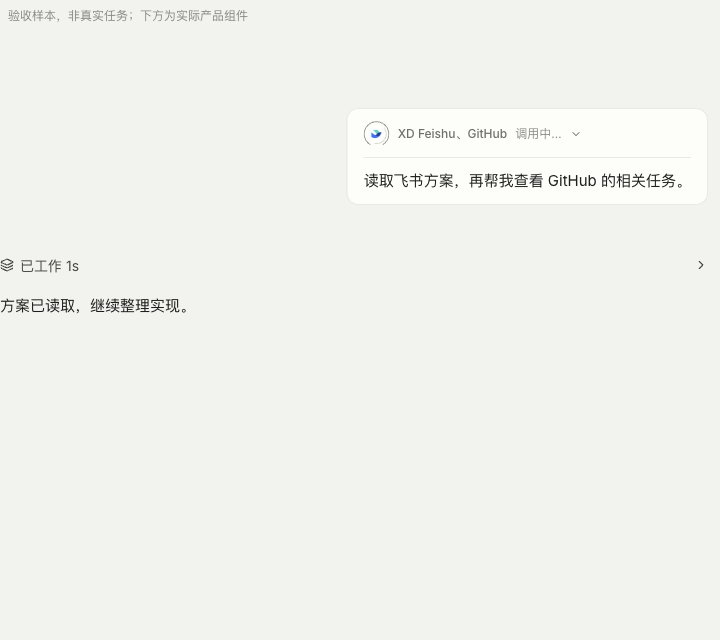 验收样本，非真实任务；下方为实际产品组件
XD Feishu、GitHub 调用中...
读取飞书方案，再帮我查看 GitHub 的相关任务。
已工作 1s
方案已读取，继续整理实现。